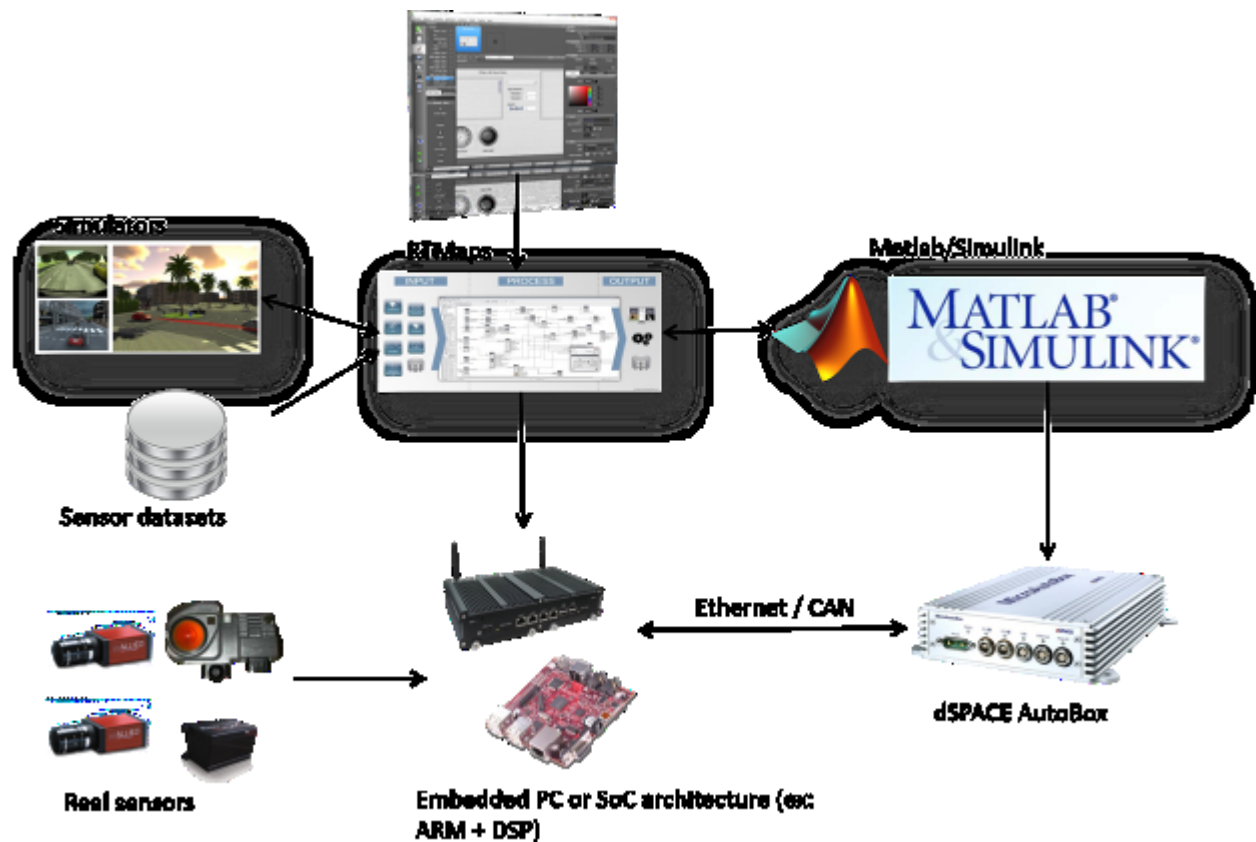 Simulators
RTMaps
Matlab/Simulink
INPUT
PROCESS
OUTPUT
MATLAB®
&SIMULINK®
Sensor datasets
Ethernet / CAN
MicroAutoBox
dSPACE AutoBox
Real sensors
Embedded PC or SoC architecture (ex:
ARM + DSP)